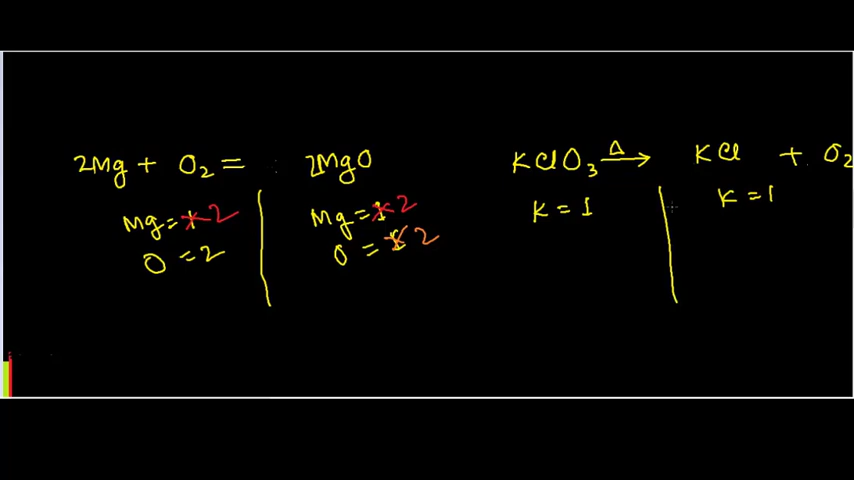 2Mg + O₂ = 2MgO
Mg = 1 2
O = 2
Mg = 1 2
O = 1 2
KClO₃ Δ→ KCl + O₂
K = 1
K = 1